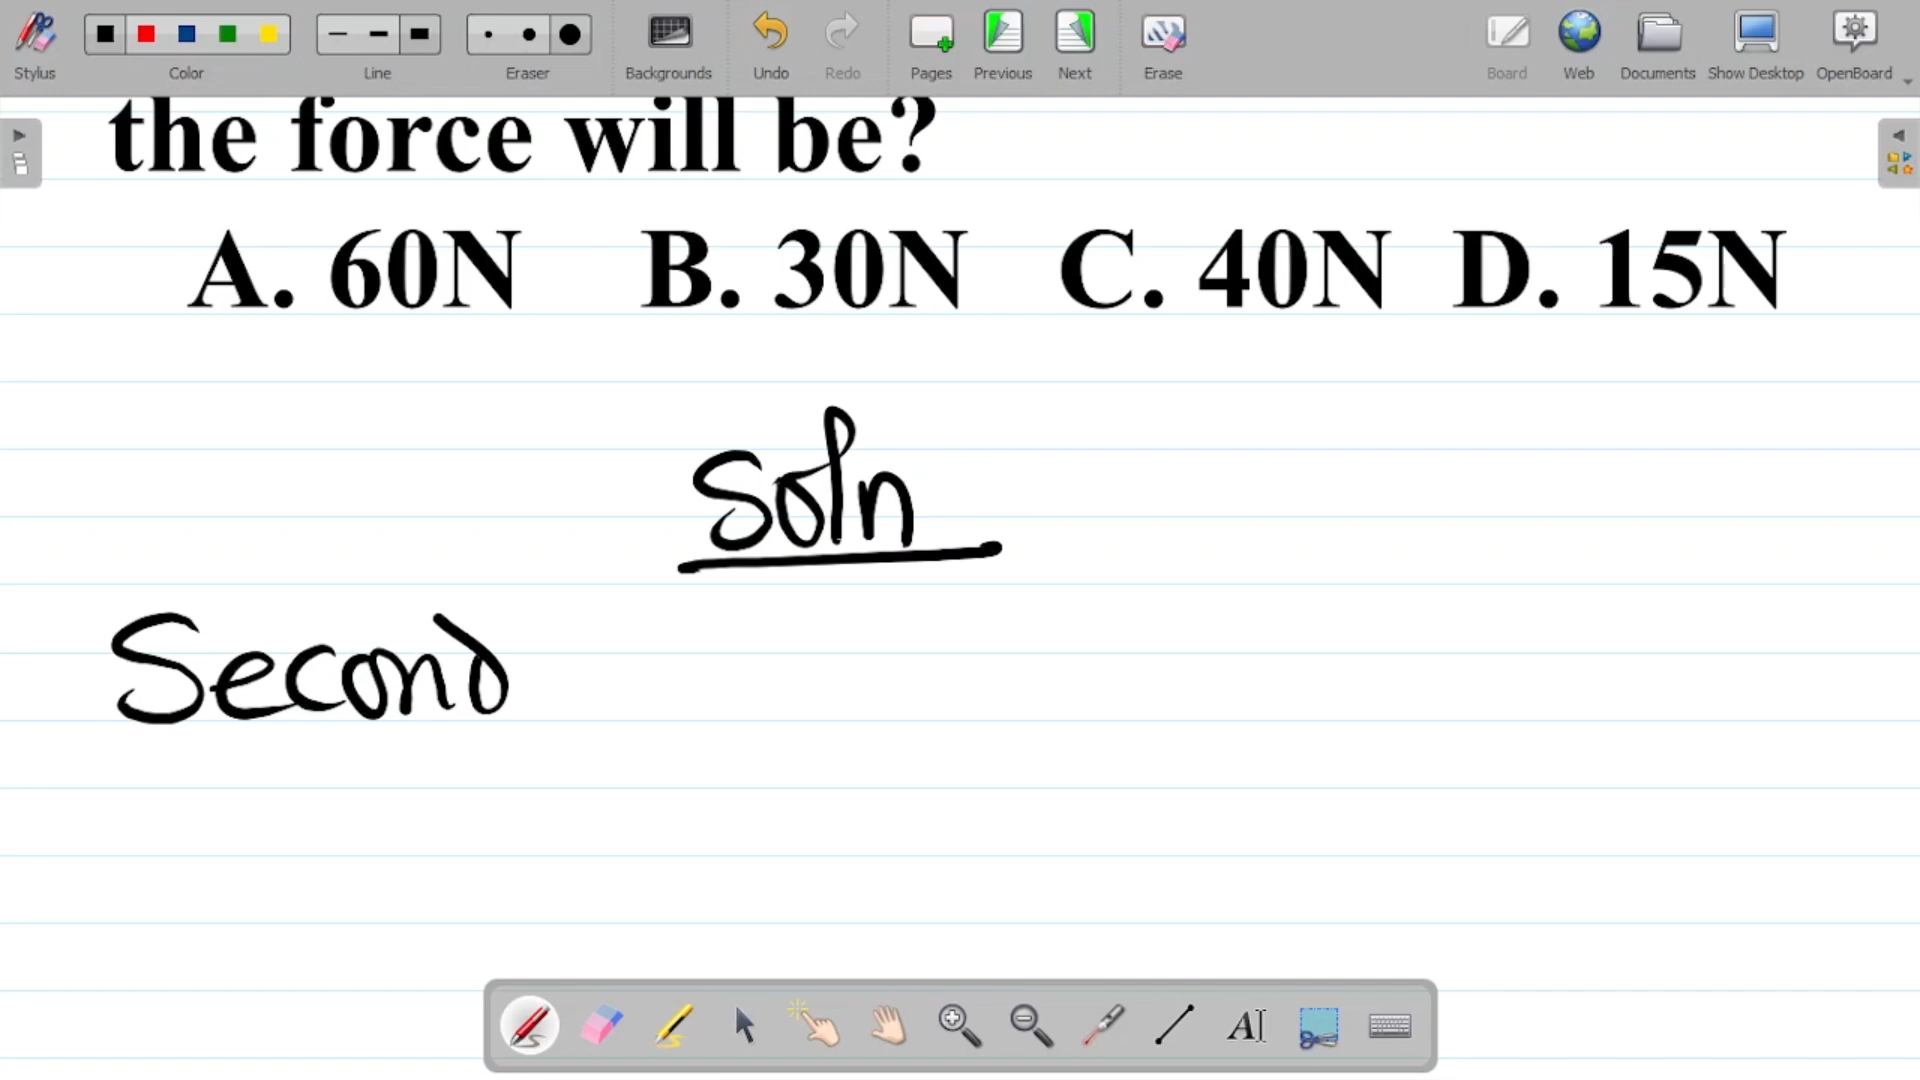 Stylus Color Line Eraser Backgrounds Undo Redo Pages Previous Next Erase Board Web Documents Show Desktop OpenBoard
the force will be?
A. 60N B. 30N C. 40N D. 15N
Soln
Second